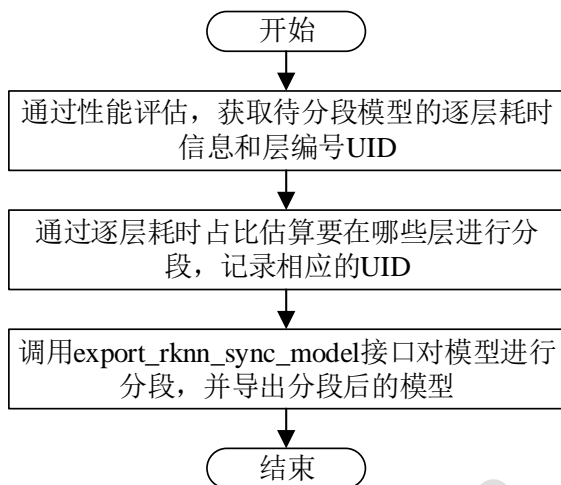 开始
通过性能评估，获取待分段模型的逐层耗时
信息和层编号UID
通过逐层耗时占比估算要在哪些层进行分
段，记录相应的UID
调用export_rknn_sync_model接口对模型进行
分段，并导出分段后的模型
结束